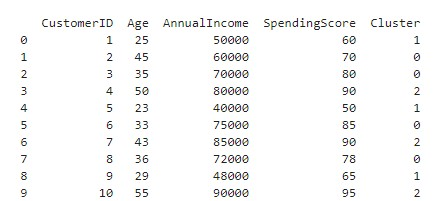 CustomerID Age AnnualIncome SpendingScore Cluster
0 1 25 50000 60 1
1 2 45 60000 70 0
2 3 35 70000 80 0
3 4 50 80000 90 2
4 5 23 40000 50 1
5 6 33 75000 85 0
6 7 43 85000 90 2
7 8 36 72000 78 0
8 9 29 48000 65 1
9 10 55 90000 95 2